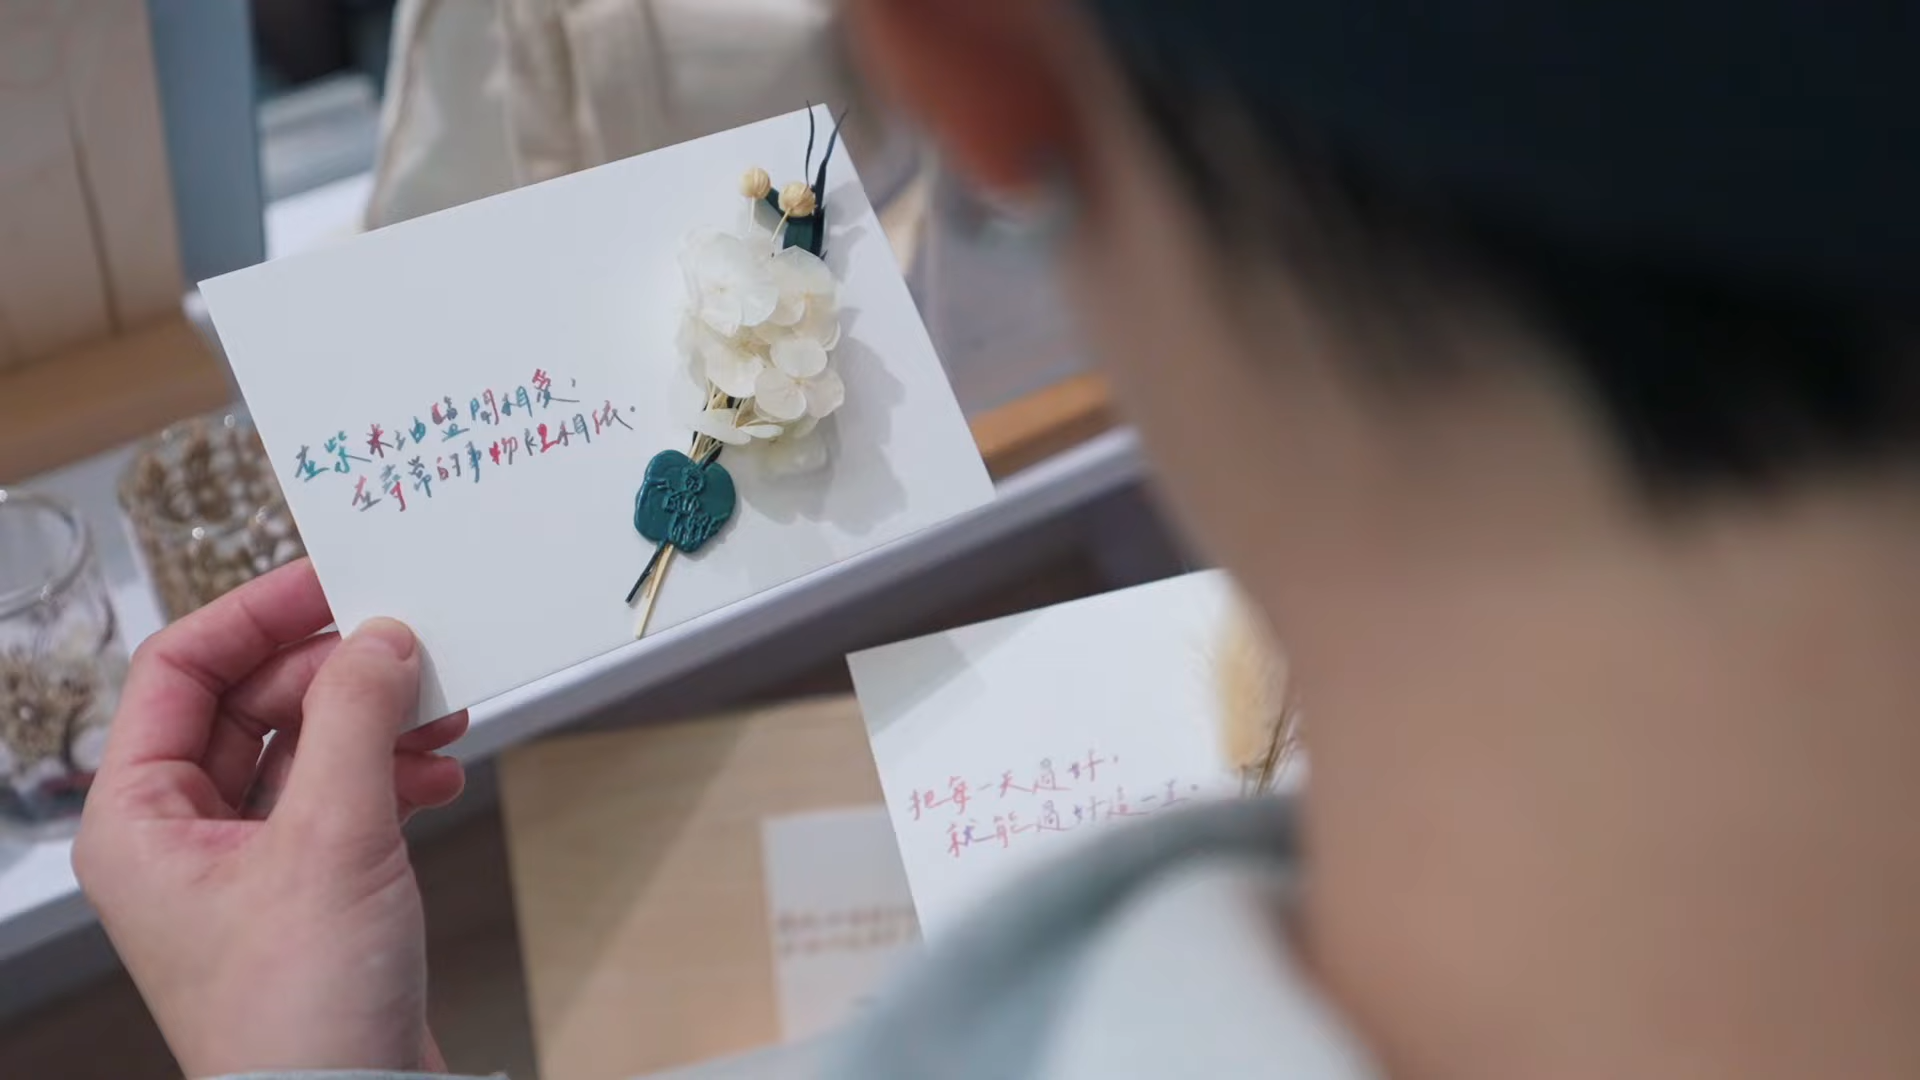 在柴米油鹽間相愛，
在尋常的事物裡相依。
把每一天過好，
就能過好這一生。